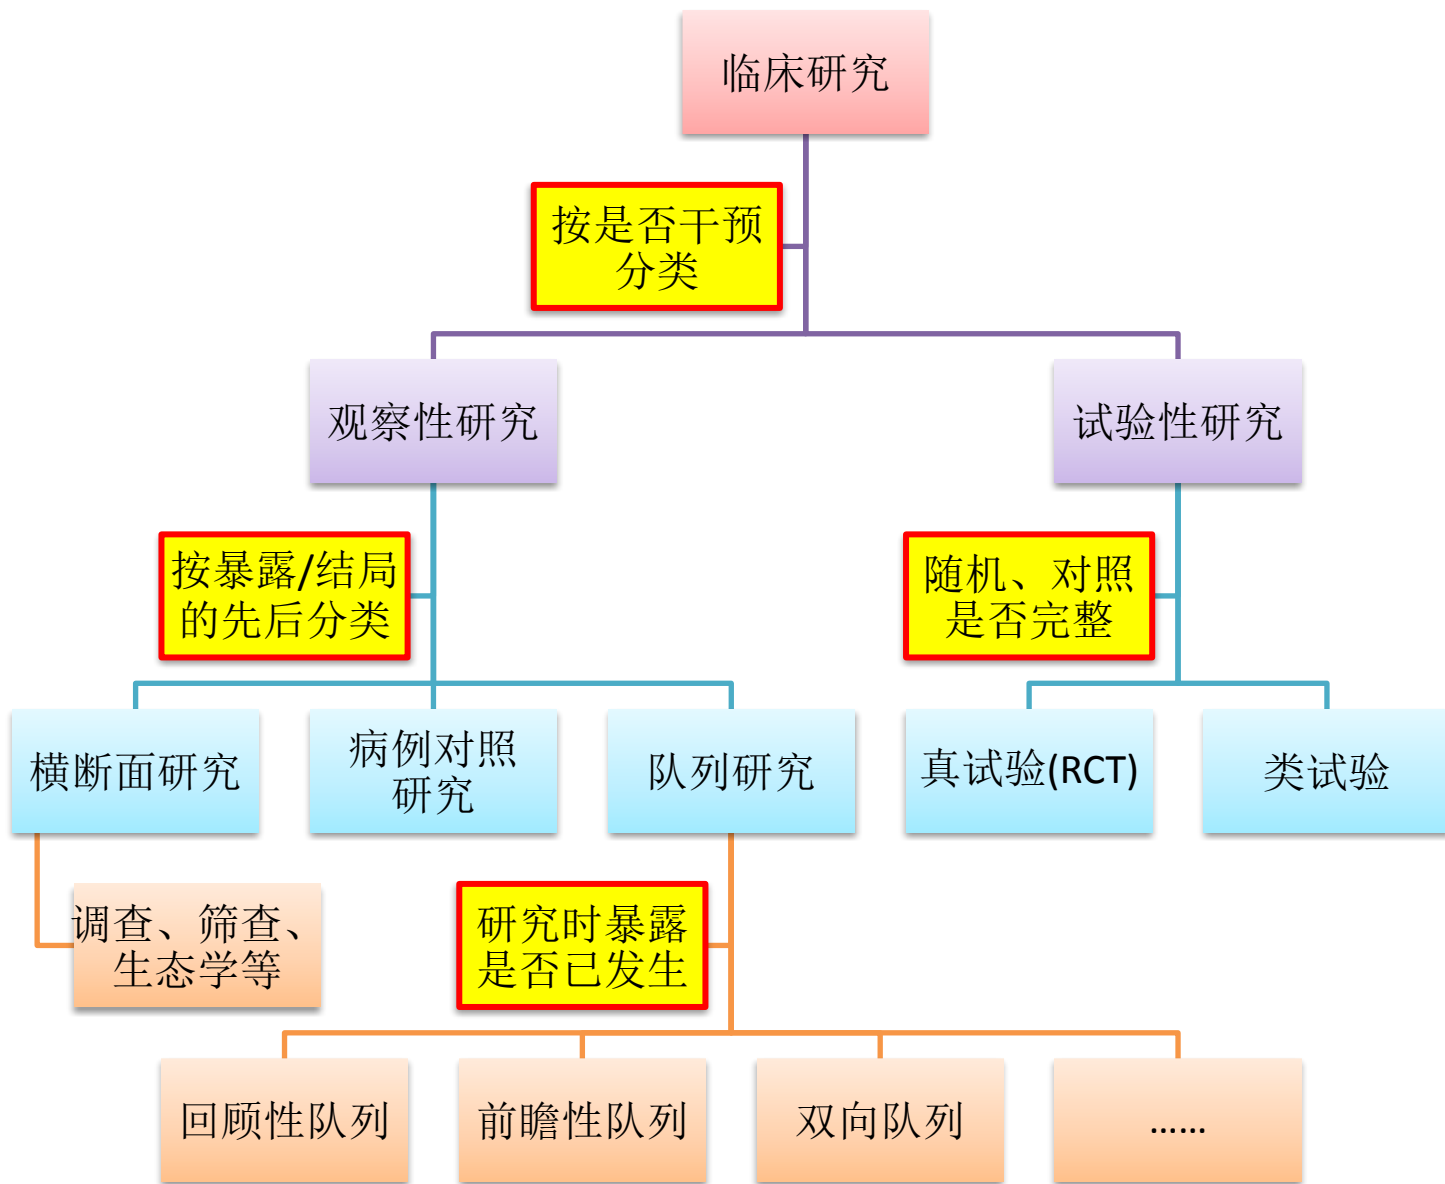 临床研究
按是否干预
分类
观察性研究
试验性研究
按暴露/结局
的先后分类
随机、对照
是否完整
横断面研究
病例对照
研究
队列研究
真试验(RCT)
类试验
调查、筛查、
生态学等
研究时暴露
是否已发生
回顾性队列
前瞻性队列
双向队列
……